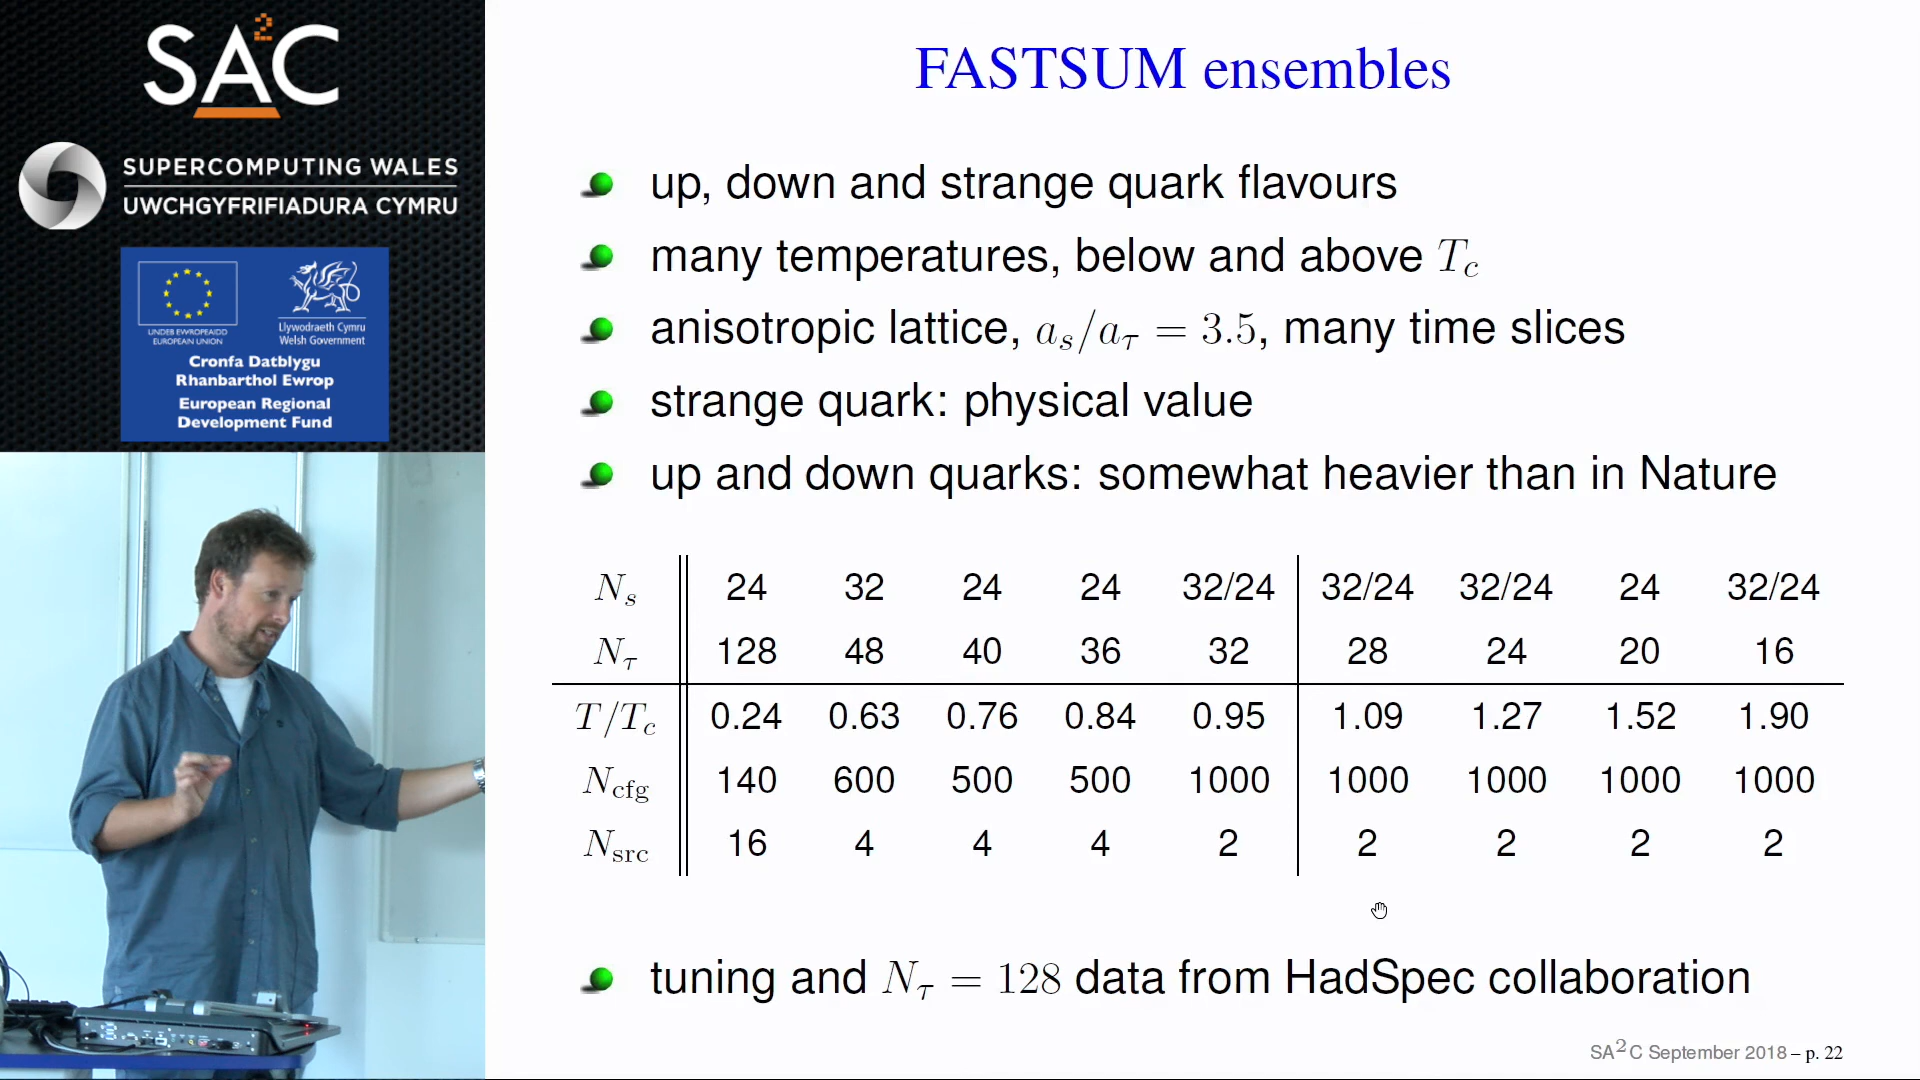 SA²C
SUPERCOMPUTING WALES
UWCHGYFRIFIADURA CYMRU
UNDEB EWROPEAIDD
EUROPEAN UNION
Llywodraeth Cymru
Welsh Government
Cronfa Datblygu
Rhanbarthol Ewrop
European Regional
Development Fund
FASTSUM ensembles
up, down and strange quark flavours
many temperatures, below and above T_c
anisotropic lattice, a_s/a_τ = 3.5, many time slices
strange quark: physical value
up and down quarks: somewhat heavier than in Nature
N_s 24 32 24 24 32/24 32/24 32/24 24 32/24
N_τ 128 48 40 36 32 28 24 20 16
T/T_c 0.24 0.63 0.76 0.84 0.95 1.09 1.27 1.52 1.90
N_cfg 140 600 500 500 1000 1000 1000 1000 1000
N_src 16 4 4 4 2 2 2 2 2
tuning and N_τ = 128 data from HadSpec collaboration
SA²C September 2018 – p. 22